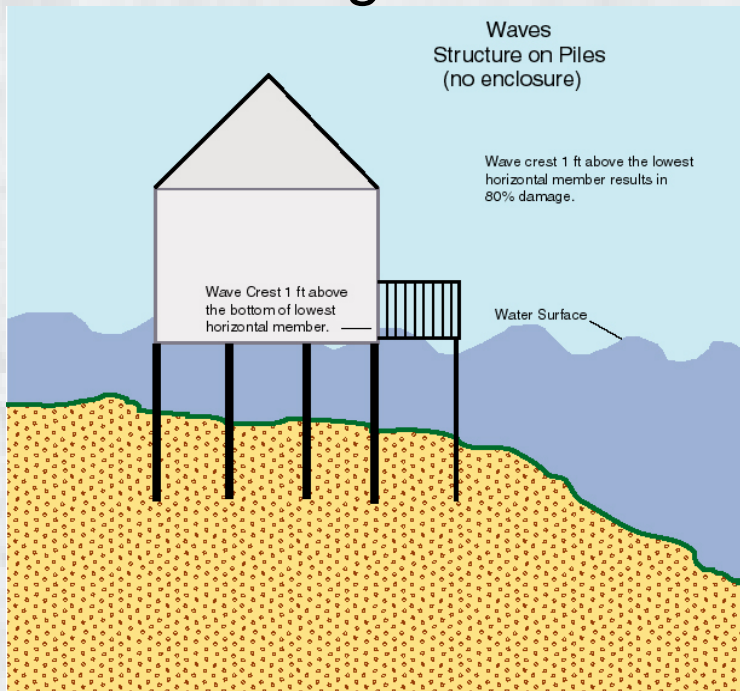 Waves
Structure on Piles
(no enclosure)
Wave crest 1 ft above the lowest
horizontal member results in
80% damage.
Wave Crest 1 ft above
the bottom of lowest
horizontal member.
Water Surface